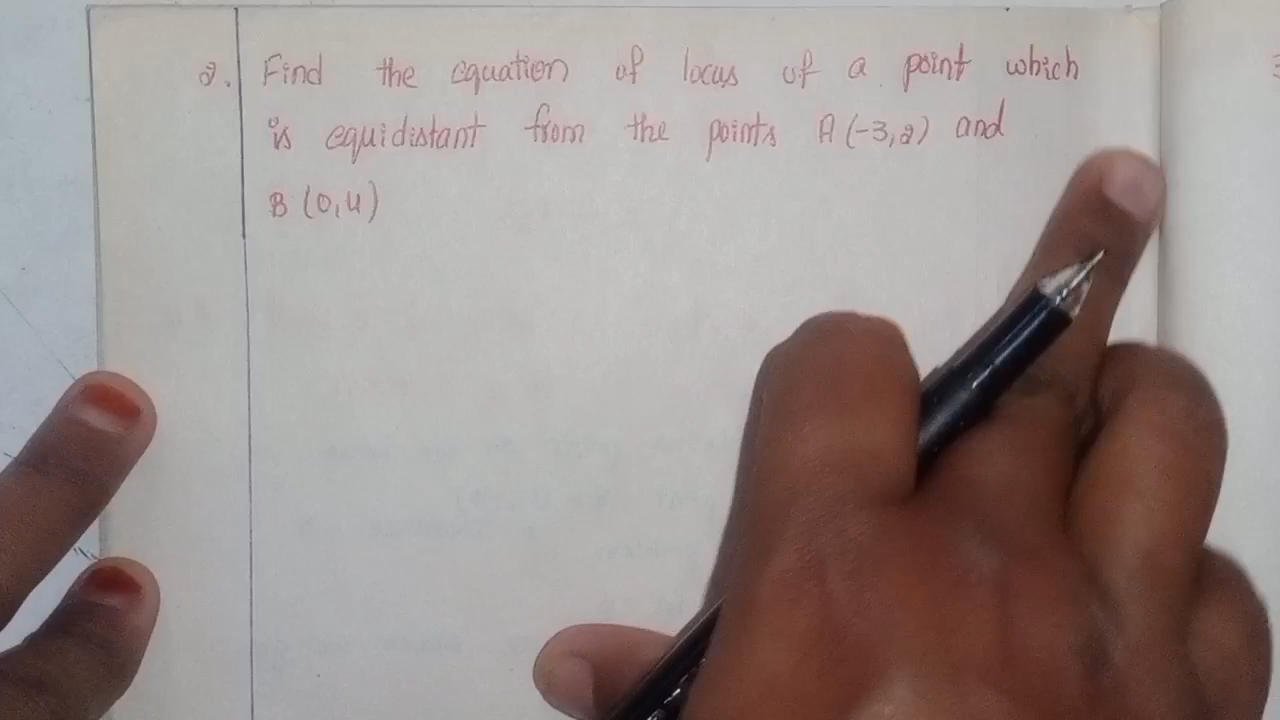 2. Find the equation of locus of a point which
is equidistant from the points A (-3,2) and
B (0,4)